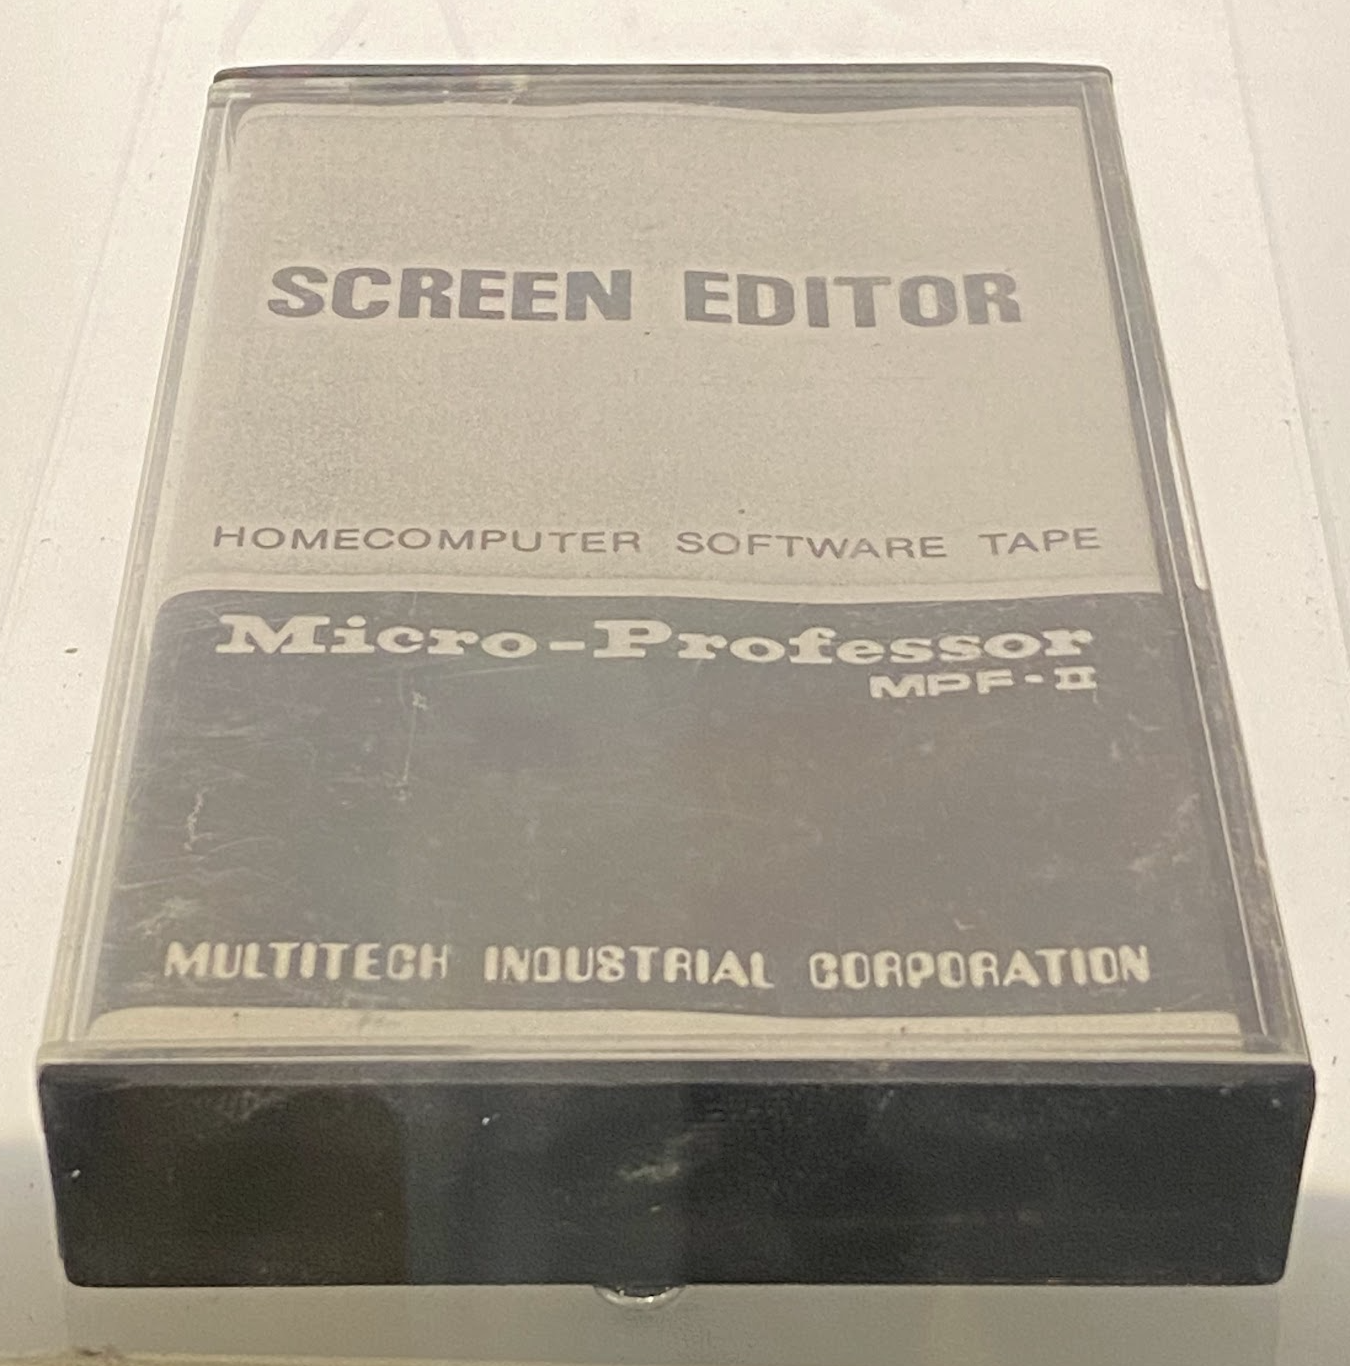 SCREEN EDITOR
HOMECOMPUTER SOFTWARE TAPE
Micro-Professor
MPF-II
MULTITECH INDUSTRIAL CORPORATION